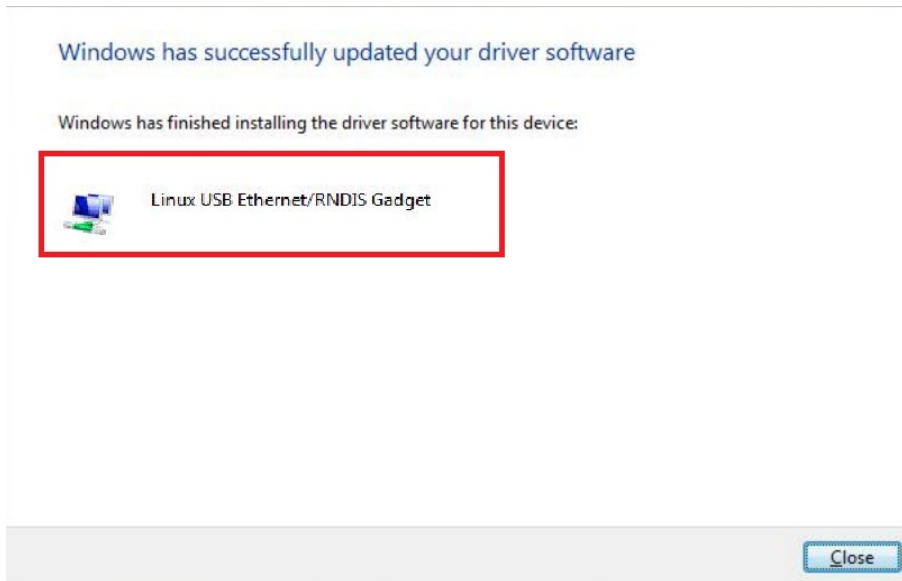 Windows has successfully updated your driver software
Windows has finished installing the driver software for this device:
Linux USB Ethernet/RNDIS Gadget
Close